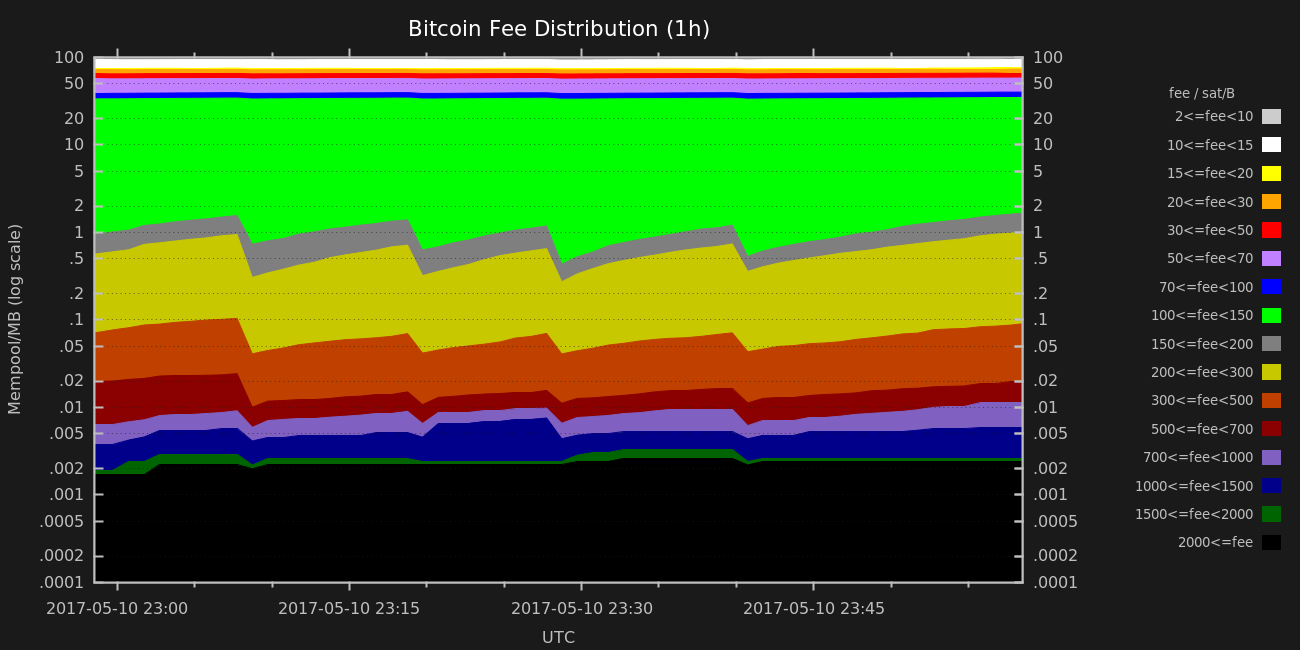 Bitcoin Fee Distribution (1h)
Mempool/MB (log scale)
100
50
20
10
5
2
1
.5
.2
.1
.05
.02
.01
.005
.002
.001
.0005
.0002
.0001
100
50
20
10
5
2
1
.5
.2
.1
.05
.02
.01
.005
.002
.001
.0005
.0002
.0001
2017-05-10 23:00
2017-05-10 23:15
2017-05-10 23:30
2017-05-10 23:45
UTC
fee / sat/B
2<=fee<10
10<=fee<15
15<=fee<20
20<=fee<30
30<=fee<50
50<=fee<70
70<=fee<100
100<=fee<150
150<=fee<200
200<=fee<300
300<=fee<500
500<=fee<700
700<=fee<1000
1000<=fee<1500
1500<=fee<2000
2000<=fee